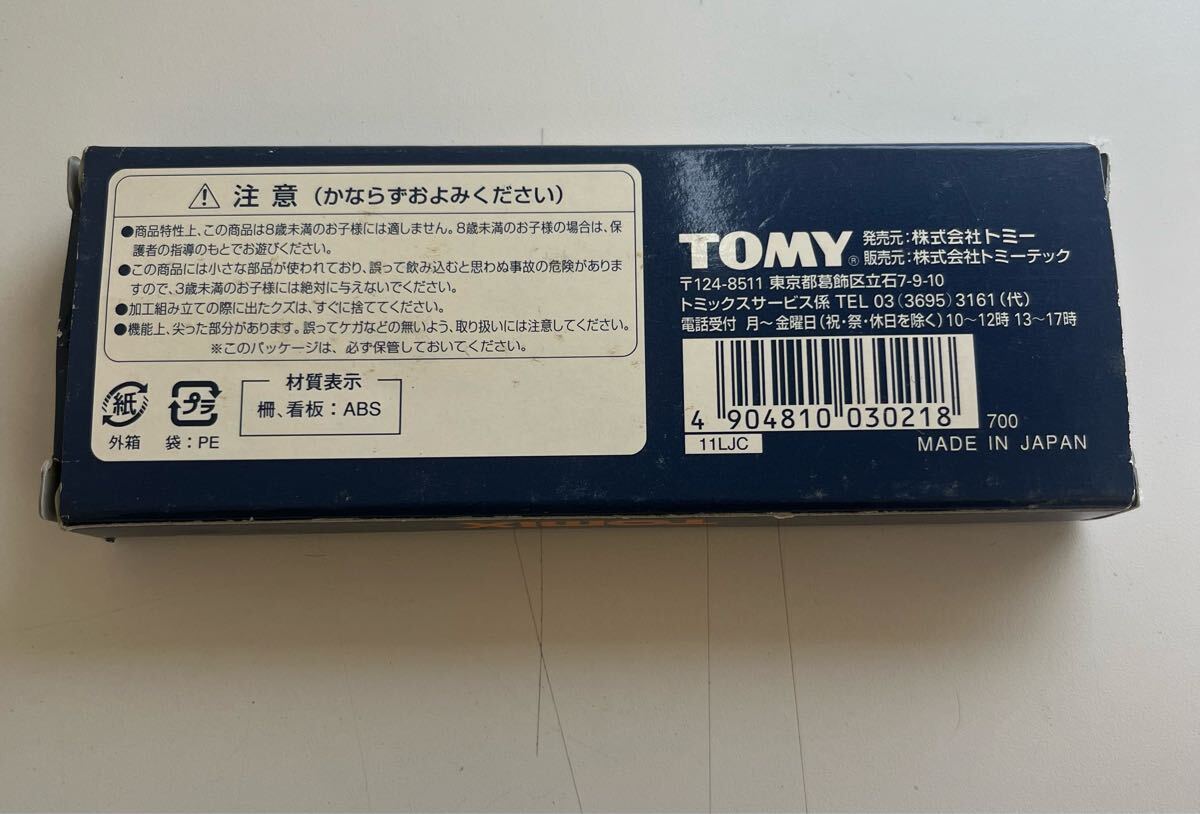 ⚠ 注意（かならずおよみください）
●商品特性上、この商品は8歳未満のお子様には適しません。8歳未満のお子様の場合は、保
護者の指導のもとでお遊びください。
●この商品には小さな部品が使われており、誤って飲み込むと思わぬ事故の危険がありま
すので、3歳未満のお子様には絶対に与えないでください。
●加工組み立ての際に出たクズは、すぐに捨ててください。
●機能上、尖った部分があります。誤ってケガなどの無いよう、取り扱いには注意してください。
※このパッケージは、必ず保管しておいてください。
紙
外箱
プラ
袋：PE
材質表示
柵、看板：ABS
TOMY®
発売元：株式会社トミー
販売元：株式会社トミーテック
〒124-8511 東京都葛飾区立石7-9-10
トミックスサービス係 TEL 03（3695）3161（代）
電話受付 月〜金曜日（祝・祭・休日を除く）10〜12時 13〜17時
4 904810 030218
700
11LJC
MADE IN JAPAN
TOMIX